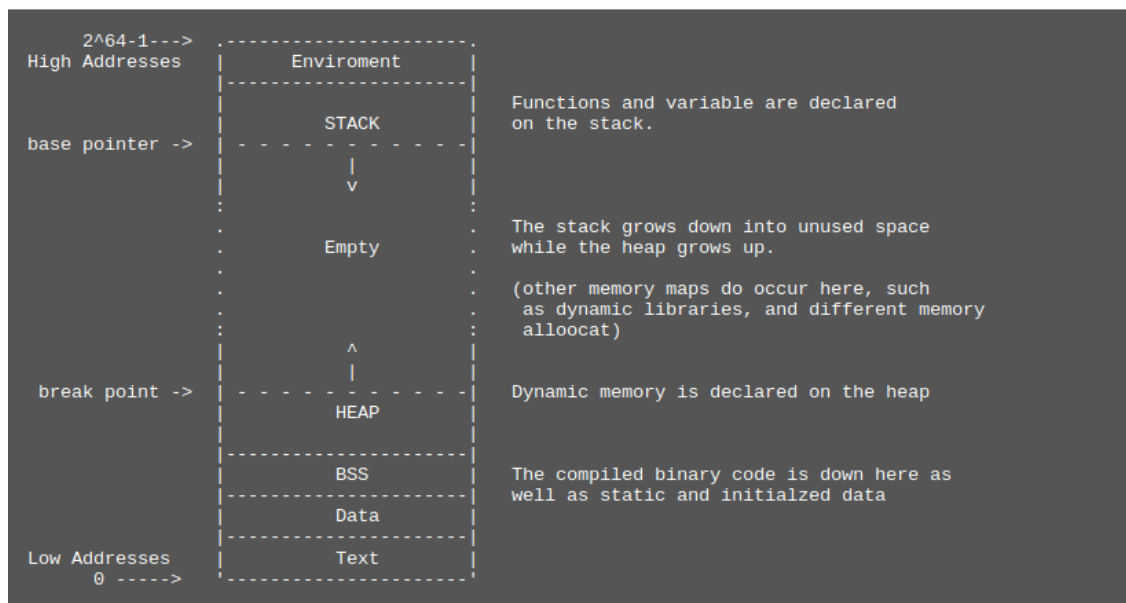 2^64-1---> .----------------------.
High Addresses | Enviroment |
|----------------------|
| | Functions and variable are declared
| STACK | on the stack.
base pointer -> | - - - - - - - - - - -|
| | |
| v |
: :
. . The stack grows down into unused space
. Empty . while the heap grows up.
. .
. . (other memory maps do occur here, such
. . as dynamic libraries, and different memory
: : alloocat)
| ^ |
| | |
break point -> | - - - - - - - - - - -| Dynamic memory is declared on the heap
| HEAP |
| |
|----------------------|
| BSS | The compiled binary code is down here as
|----------------------| well as static and initialzed data
| Data |
|----------------------|
Low Addresses | Text |
0 -----> '----------------------'